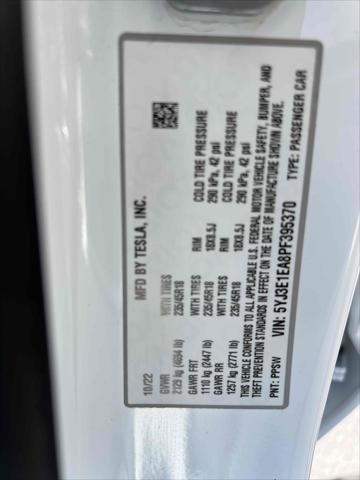 MFD BY TESLA, INC.
10/22
GVWR WITH TIRES RIM COLD TIRE PRESSURE
2129 kg (4694 lb) 235/45R18 18X8.5J 290 kPa, 42 psi
GAWR FRT WITH TIRES RIM COLD TIRE PRESSURE
1110 kg (2447 lb) 235/45R18 18X8.5J 290 kPa, 42 psi
GAWR RR
1257 kg (2771 lb) 235/45R18
THIS VEHICLE CONFORMS TO ALL APPLICABLE FEDERAL MOTOR VEHICLE SAFETY, BUMPER, AND
THEFT PREVENTION STANDARDS IN EFFECT ON THE DATE OF MANUFACTURE SHOWN ABOVE.
PNT: PPSW VIN: 5YJ3E1EA8PF395370 TYPE: PASSENGER CAR